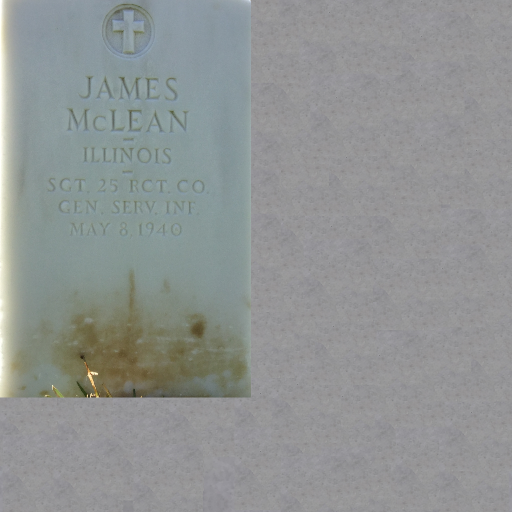 JAMES
McLEAN
ILLINOIS
SGT. 25 RCT. CO.
GEN. SERV. INF.
MAY 8, 1940